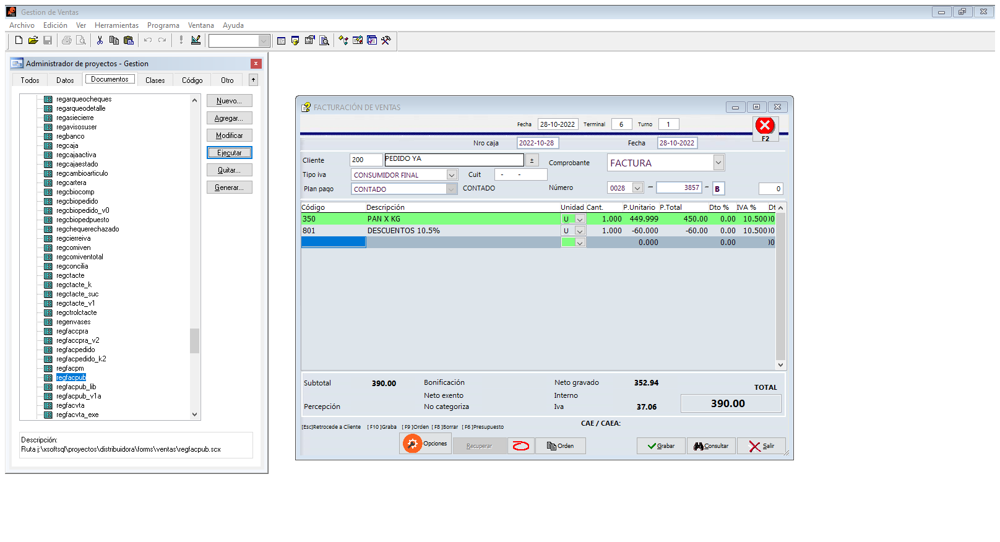 Gestion de Ventas
Archivo Edición Ver Herramientas Programa Ventana Ayuda
Administrador de proyectos - Gestion
Todos Datos Documentos Clases Código Otro
regarqueocheques
regarqueodetalle
regasiecierre
regavisosuser
regbanco
regcaja
regcajaactiva
regcajaestado
regcambioarticulo
regcartera
regcbiocomp
regcbiopedido
regcbiopedido_v0
regcbiopedpuesto
regchequerechazado
regcierreiva
regcomiven
regcomiventotal
regconcilia
regctacte
regctacte_k
regctacte_suc
regctacte_v1
regctrolctacte
regenvases
regfaccpra
regfaccpra_v2
regfacpedido
regfacpedido_k2
regfacpm
regfacpub
regfacpub_lib
regfacpub_v1a
regfacvta
regfacvta_exe
Nuevo...
Agregar...
Modificar
Ejecutar
Quitar...
Generar...
Descripción:
Ruta j:\xsoftsql\proyectos\distribuidora\forms\ventas\regfacpub.scx
FACTURACIÓN DE VENTAS
Fecha 28-10-2022 Terminal 6 Turno 1
F2
Nro caja 2022-10-28 Fecha 28-10-2022
Cliente 200 PEDIDO YA ± Comprobante FACTURA
Tipo iva CONSUMIDOR FINAL Cuit - -
Plan pago CONTADO CONTADO Número 0028 - 3857 - B 0
Código Descripción Unidad Cant. P.Unitario P.Total Dto % IVA % Dt
350 PAN X KG U 1.000 449.999 450.00 0.00 10.500 )0
801 DESCUENTOS 10.5% U 1.000 -60.000 -60.00 0.00 10.500 )0
0.000 0.00 )0
Subtotal 390.00 Bonificación Neto gravado 352.94 TOTAL
Neto exento Interno 390.00
Percepción No categoriza Iva 37.06
CAE / CAEA:
[Esc]Retrocede a Cliente [ F10 ]Graba [ F9 ]Orden [ F8 ]Borrar [ F6 ]Presupuesto
Opciones Recuperar Orden Grabar Consultar Salir